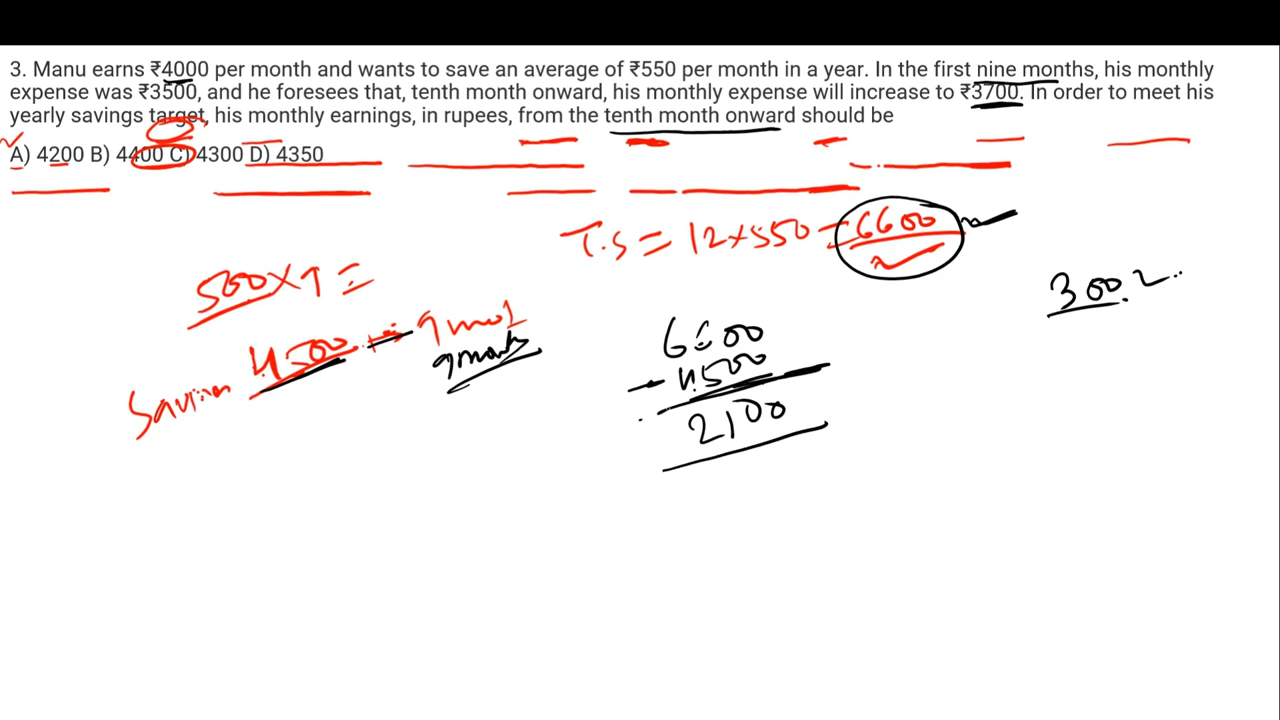 3. Manu earns ₹4000 per month and wants to save an average of ₹550 per month in a year. In the first nine months, his monthly
expense was ₹3500, and he foresees that, tenth month onward, his monthly expense will increase to ₹3700. In order to meet his
yearly savings target, his monthly earnings, in rupees, from the tenth month onward should be
A) 4200 B) 4400 C) 4300 D) 4350
T.S = 12×550 = 6600
500×9 =
300
4500
9
6600
- 4500
2100